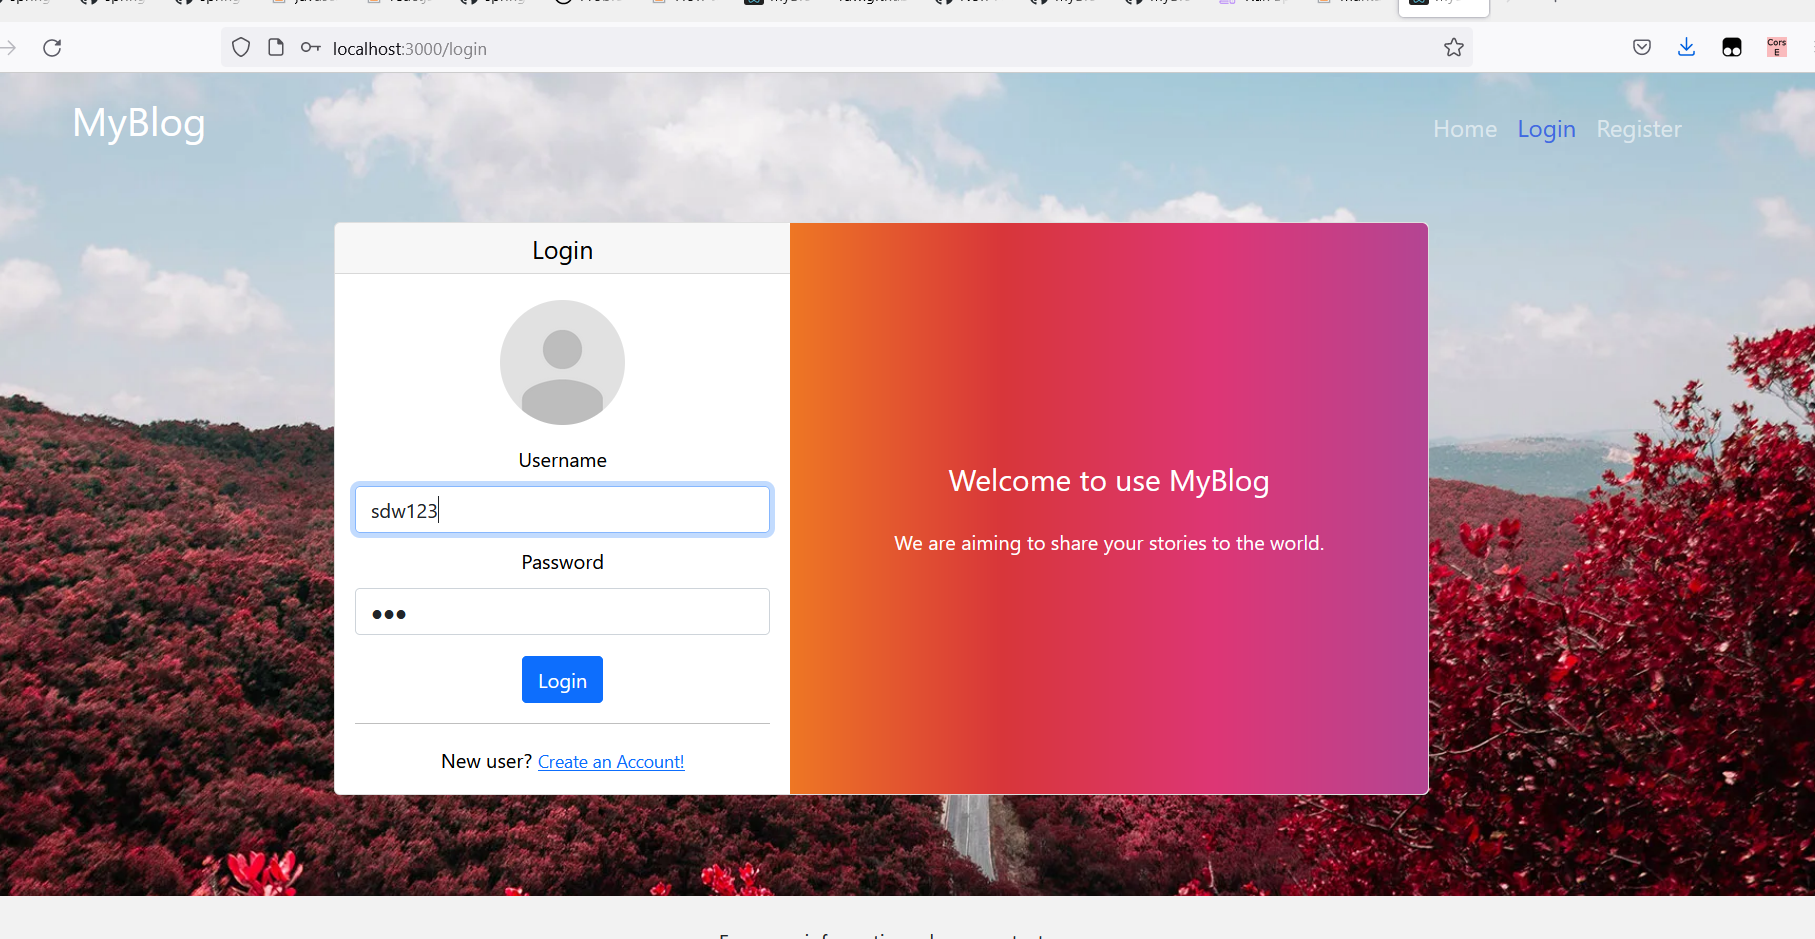 localhost:3000/login
Cors
E
MyBlog
Home Login Register
Login
Username
sdw123
Password
Login
New user? Create an Account!
Welcome to use MyBlog
We are aiming to share your stories to the world.